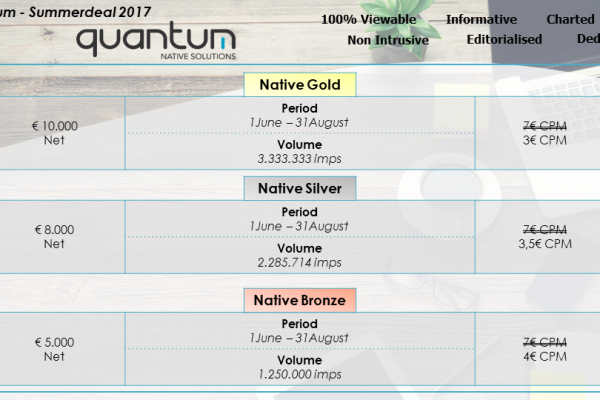 um - Summerdeal 2017
quantum
NATIVE SOLUTIONS
100% Viewable Informative Charted
Non Intrusive Editorialised Ded
Native Gold
€ 10.000
Net
Period
1June – 31August
Volume
3.333.333 imps
7€ CPM
3€ CPM
Native Silver
€ 8.000
Net
Period
1June – 31August
Volume
2.285.714 imps
7€ CPM
3,5€ CPM
Native Bronze
€ 5.000
Net
Period
1June – 31August
Volume
1.250.000 imps
7€ CPM
4€ CPM